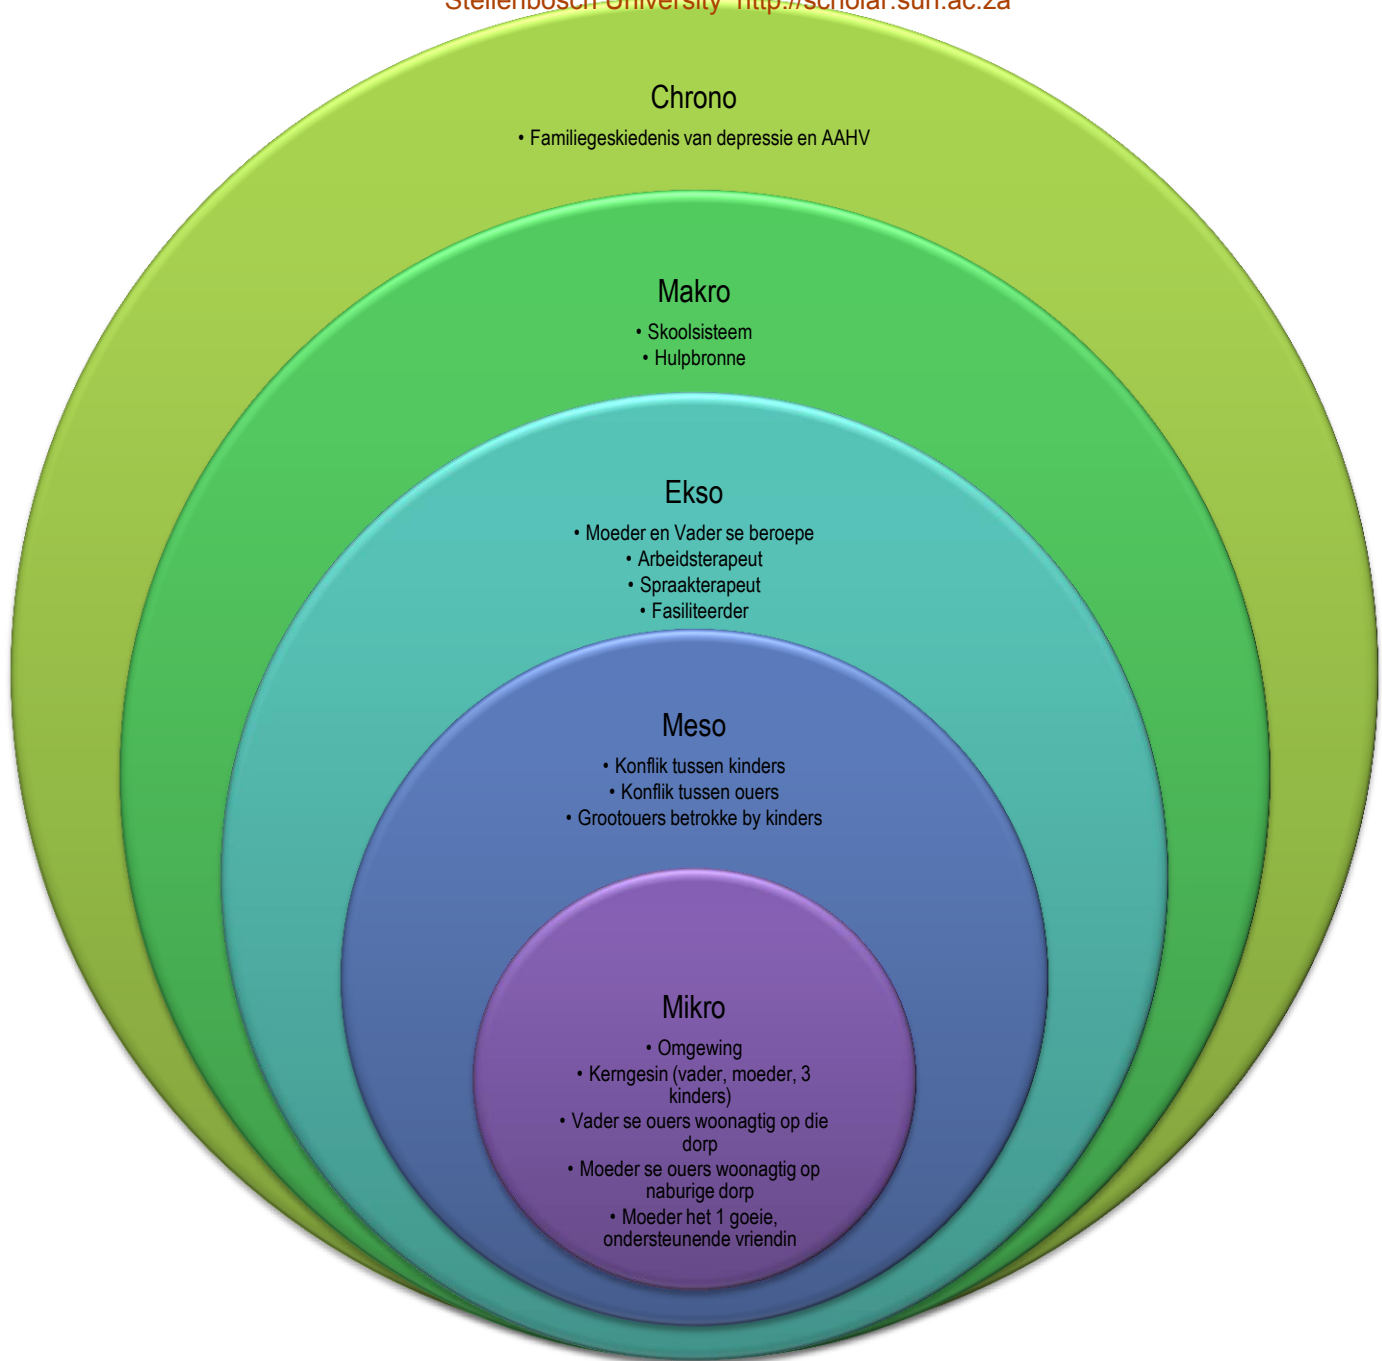 Stellenbosch University http://scholar.sun.ac.za
Chrono
• Familiegeskiedenis van depressie en AAHV
Makro
• Skoolsisteem
• Hulpbronne
Ekso
• Moeder en Vader se beroepe
• Arbeidsterapeut
• Spraakterapeut
• Fasiliteerder
Meso
• Konflik tussen kinders
• Konflik tussen ouers
• Grootouers betrokke by kinders
Mikro
• Omgewing
• Kerngesin (vader, moeder, 3
kinders)
• Vader se ouers woonagtig op die
dorp
• Moeder se ouers woonagtig op
naburige dorp
• Moeder het 1 goeie,
ondersteunende vriendin